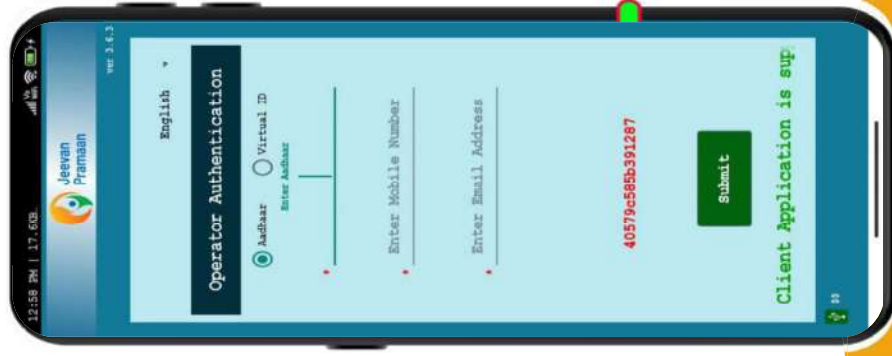 12:58 PM | 17.6KB
Jeevan
Pramaan
ver 3.6.3
English
Operator Authentication
Aadhaar
Virtual ID
Enter Aadhaar
*
* Enter Mobile Number
* Enter Email Address
40579c585b391287
Submit
Client Application is sup